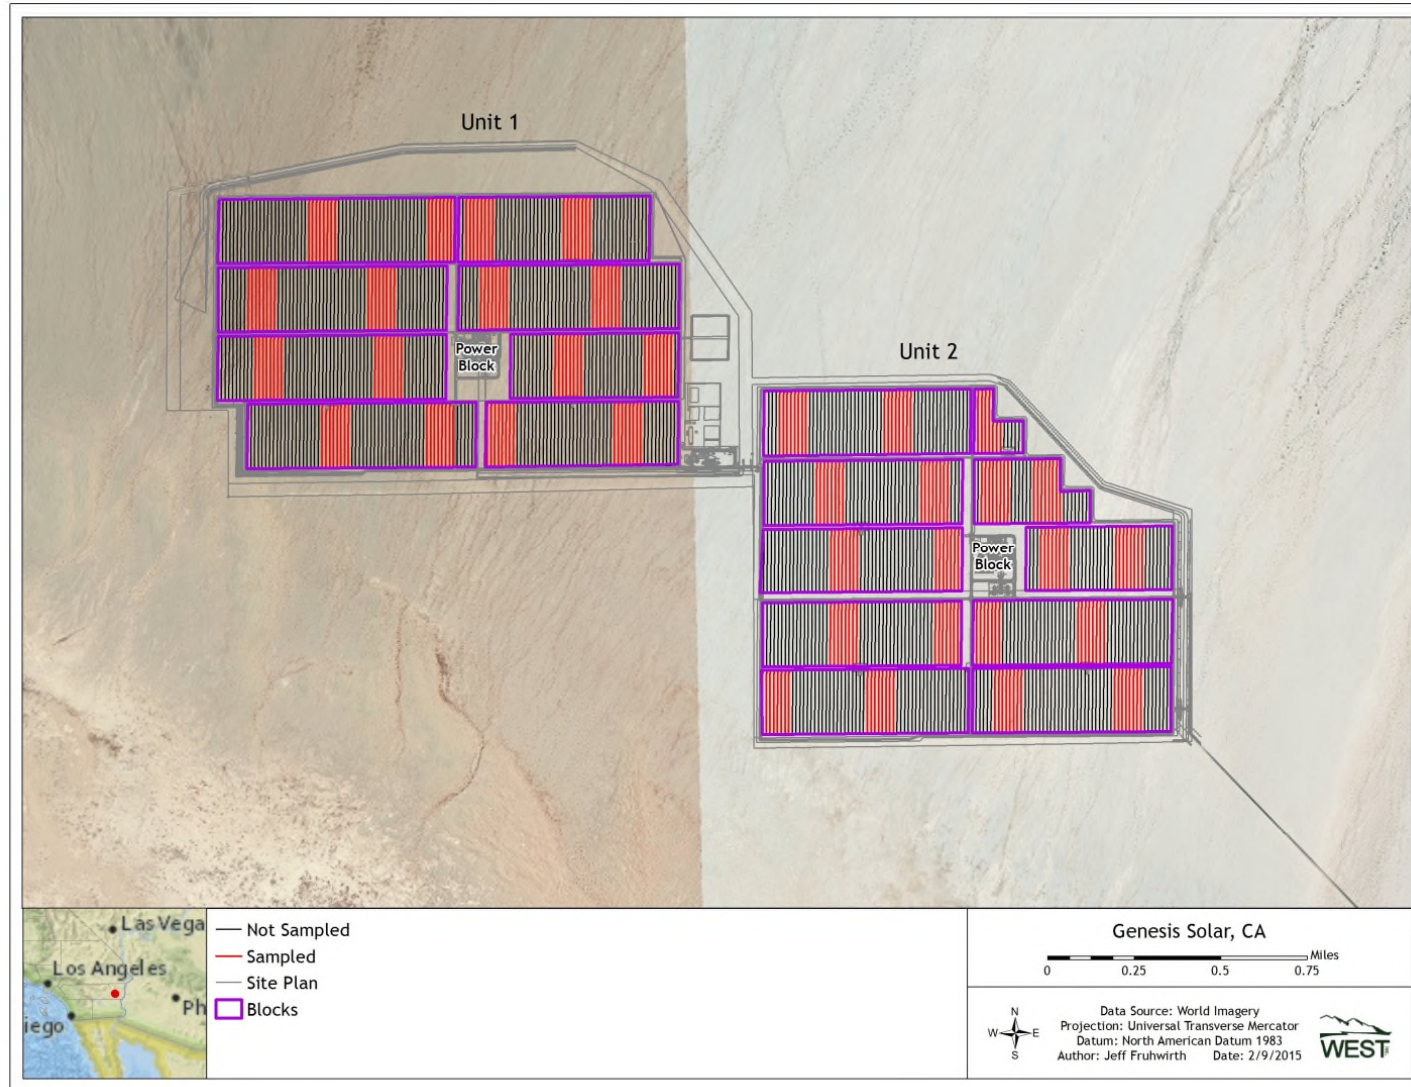 Unit 1
Power
Block
Unit 2
Power
Block
Las Vega
Los Angeles
Ph
iego
Not Sampled
Sampled
Site Plan
Blocks
Genesis Solar, CA
Miles
0 0.25 0.5 0.75
N
W E
S
Data Source: World Imagery
Projection: Universal Transverse Mercator
Datum: North American Datum 1983
Author: Jeff Fruhwirth Date: 2/9/2015
WEST